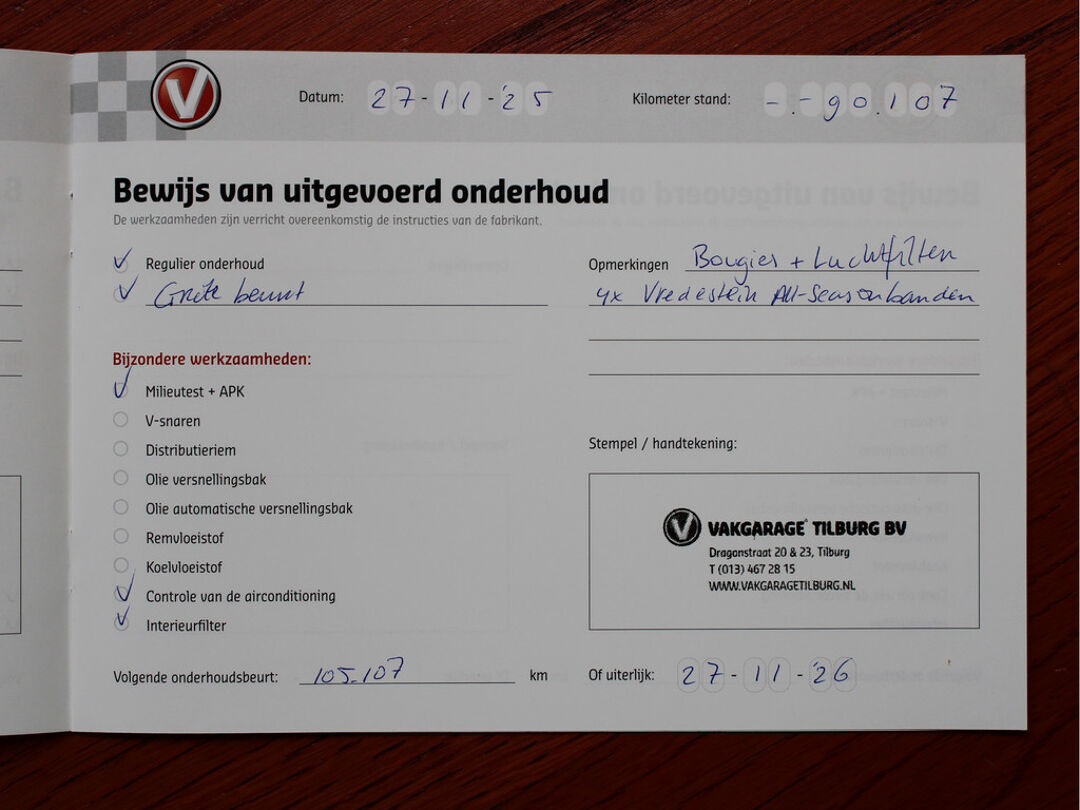 V
Datum: 27-11-'25
Kilometer stand: - . - 90.107
Bewijs van uitgevoerd onderhoud
De werkzaamheden zijn verricht overeenkomstig de instructies van de fabrikant.
Regulier onderhoud
Grote beurt
Opmerkingen Bougies + Luchtfilter
4x Vredestein All-Seasonbanden
Bijzondere werkzaamheden:
Milieutest + APK
V-snaren
Distributieriem
Olie versnellingsbak
Olie automatische versnellingsbak
Remvloeistof
Koelvloeistof
Controle van de airconditioning
Interieurfilter
Stempel / handtekening:
V VAKGARAGE TILBURG BV
Dragonstraat 20 & 23, Tilburg
T (013) 467 28 15
WWW.VAKGARAGETILBURG.NL
Volgende onderhoudsbeurt: 105.107 km
Of uiterlijk: 27-11-'26